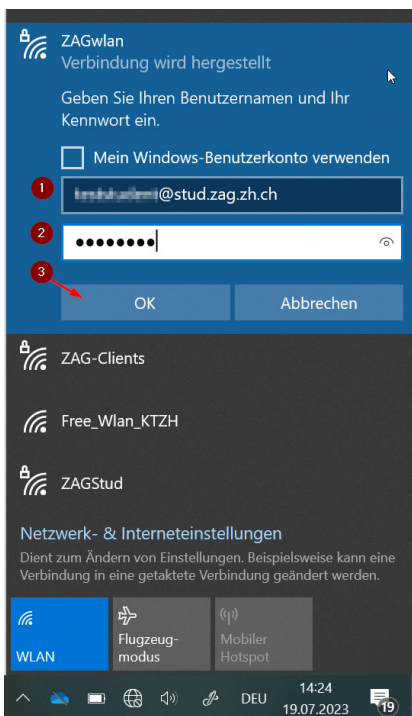 ZAGwlan
Verbindung wird hergestellt
Geben Sie Ihren Benutzernamen und Ihr
Kennwort ein.
Mein Windows-Benutzerkonto verwenden
1
@stud.zag.zh.ch
2
●●●●●●●●
3
OK
Abbrechen
ZAG-Clients
Free_Wlan_KTZH
ZAGStud
Netzwerk- & Interneteinstellungen
Dient zum Ändern von Einstellungen. Beispielsweise kann eine
Verbindung in eine getaktete Verbindung geändert werden.
WLAN
Flugzeug-
modus
Mobiler
Hotspot
DEU
14:24
19.07.2023
19